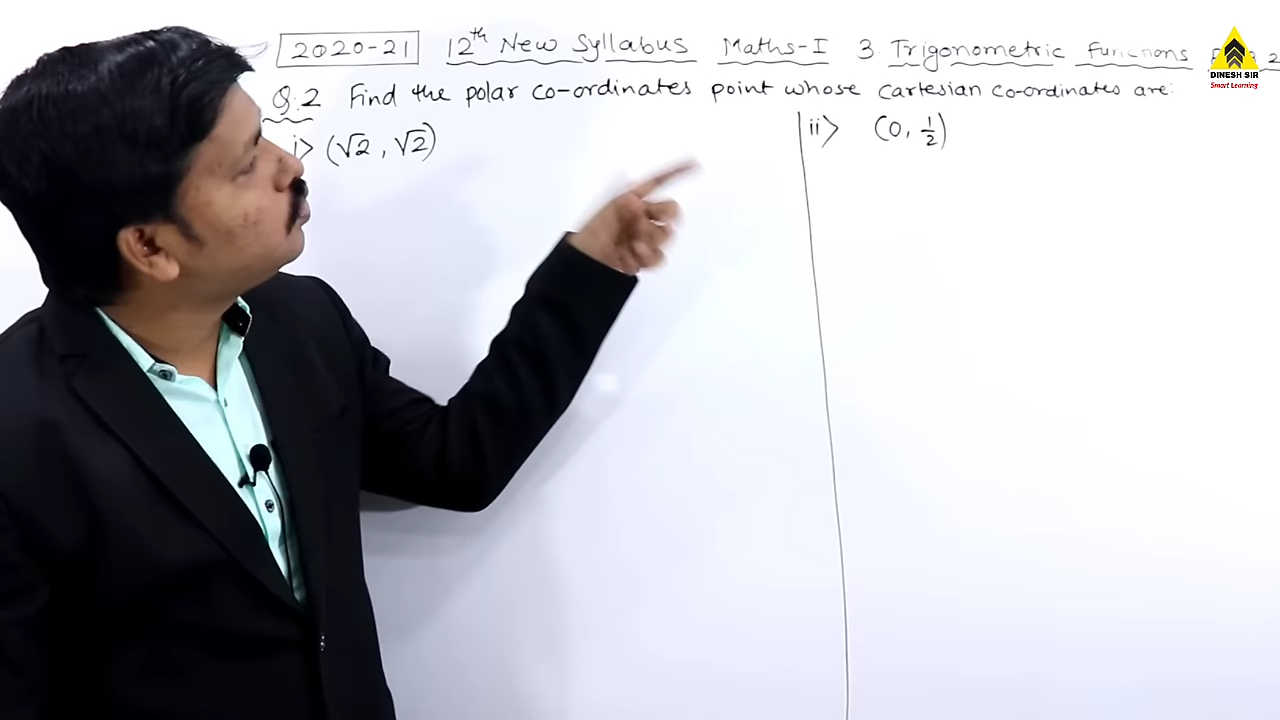 2020-21 12th New Syllabus Maths-I 3. Trigonometric Functions
DINESH SIR
Smart Learning
Q.2 Find the polar co-ordinates point whose cartesian co-ordinates are:
i> (√2, √2)
ii> (0, 1/2)